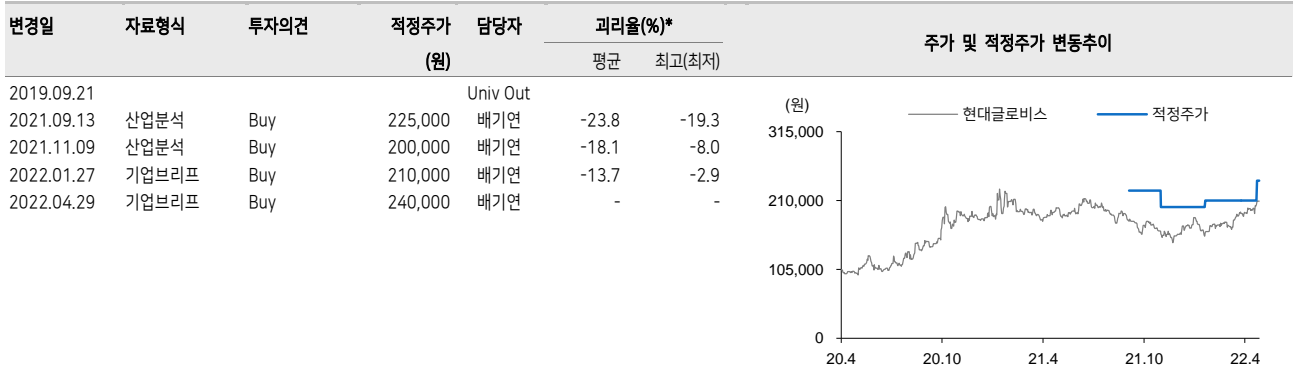 변경일 자료형식 투자의견 적정주가 담당자 괴리율(%)*
(원) 평균 최고(최저)
2019.09.21 Univ Out
2021.09.13 산업분석 Buy 225,000 배기연 -23.8 -19.3
2021.11.09 산업분석 Buy 200,000 배기연 -18.1 -8.0
2022.01.27 기업브리프 Buy 210,000 배기연 -13.7 -2.9
2022.04.29 기업브리프 Buy 240,000 배기연 - -
주가 및 적정주가 변동추이
(원) 현대글로비스 적정주가
315,000
210,000
105,000
0
20.4 20.10 21.4 21.10 22.4